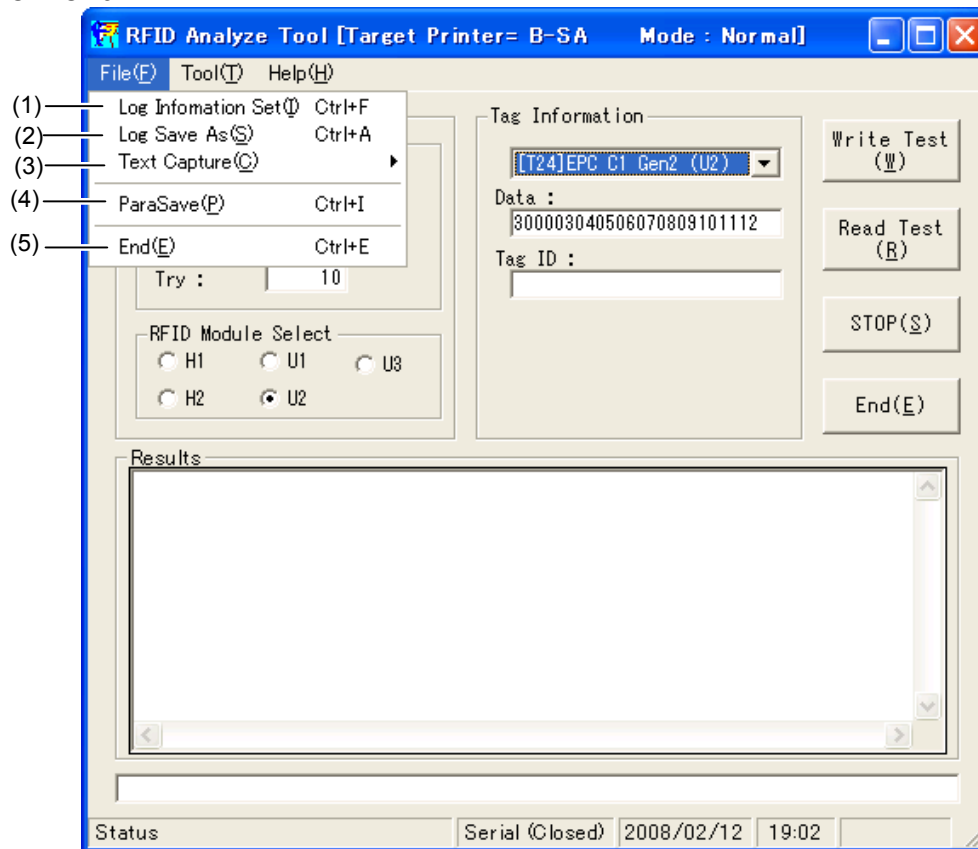 RFID Analyze Tool [Target Printer= B-SA Mode : Normal]
File(F) Tool(T) Help(H)
(1) Log Infomation Set(I) Ctrl+F
(2) Log Save As(S) Ctrl+A
(3) Text Capture(C)
(4) ParaSave(P) Ctrl+I
(5) End(E) Ctrl+E
Try : 10
RFID Module Select
H1 U1 U3
H2 U2
Tag Information
[T24]EPC C1 Gen2 (U2)
Data :
300003040506070809101112
Tag ID :
Write Test
(W)
Read Test
(R)
STOP(S)
End(E)
Results
Status Serial (Closed) 2008/02/12 19:02